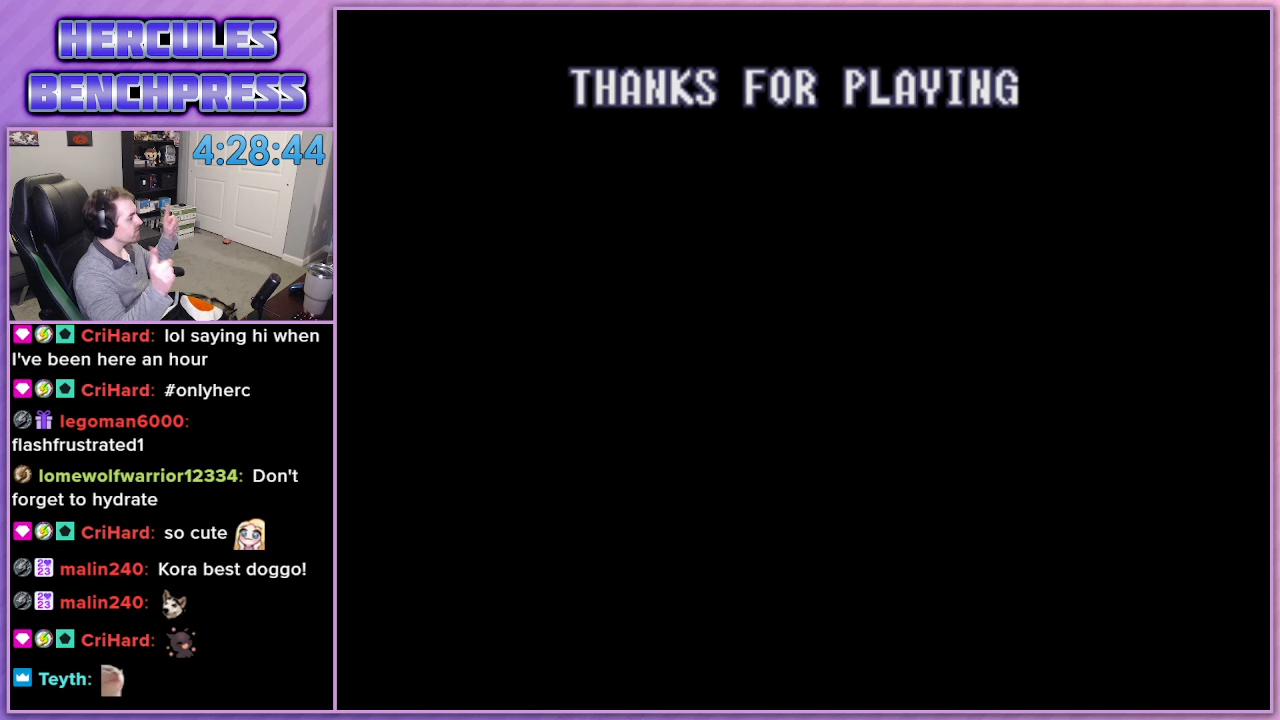 HERCULES
BENCHPRESS
THANKS FOR PLAYING
4:28:44
CriHard: lol saying hi when
I've been here an hour
CriHard: #onlyherc
legoman6000:
flashfrustrated1
lomewolfwarrior12334: Don't
forget to hydrate
CriHard: so cute
malin240: Kora best doggo!
malin240:
CriHard:
Teyth: